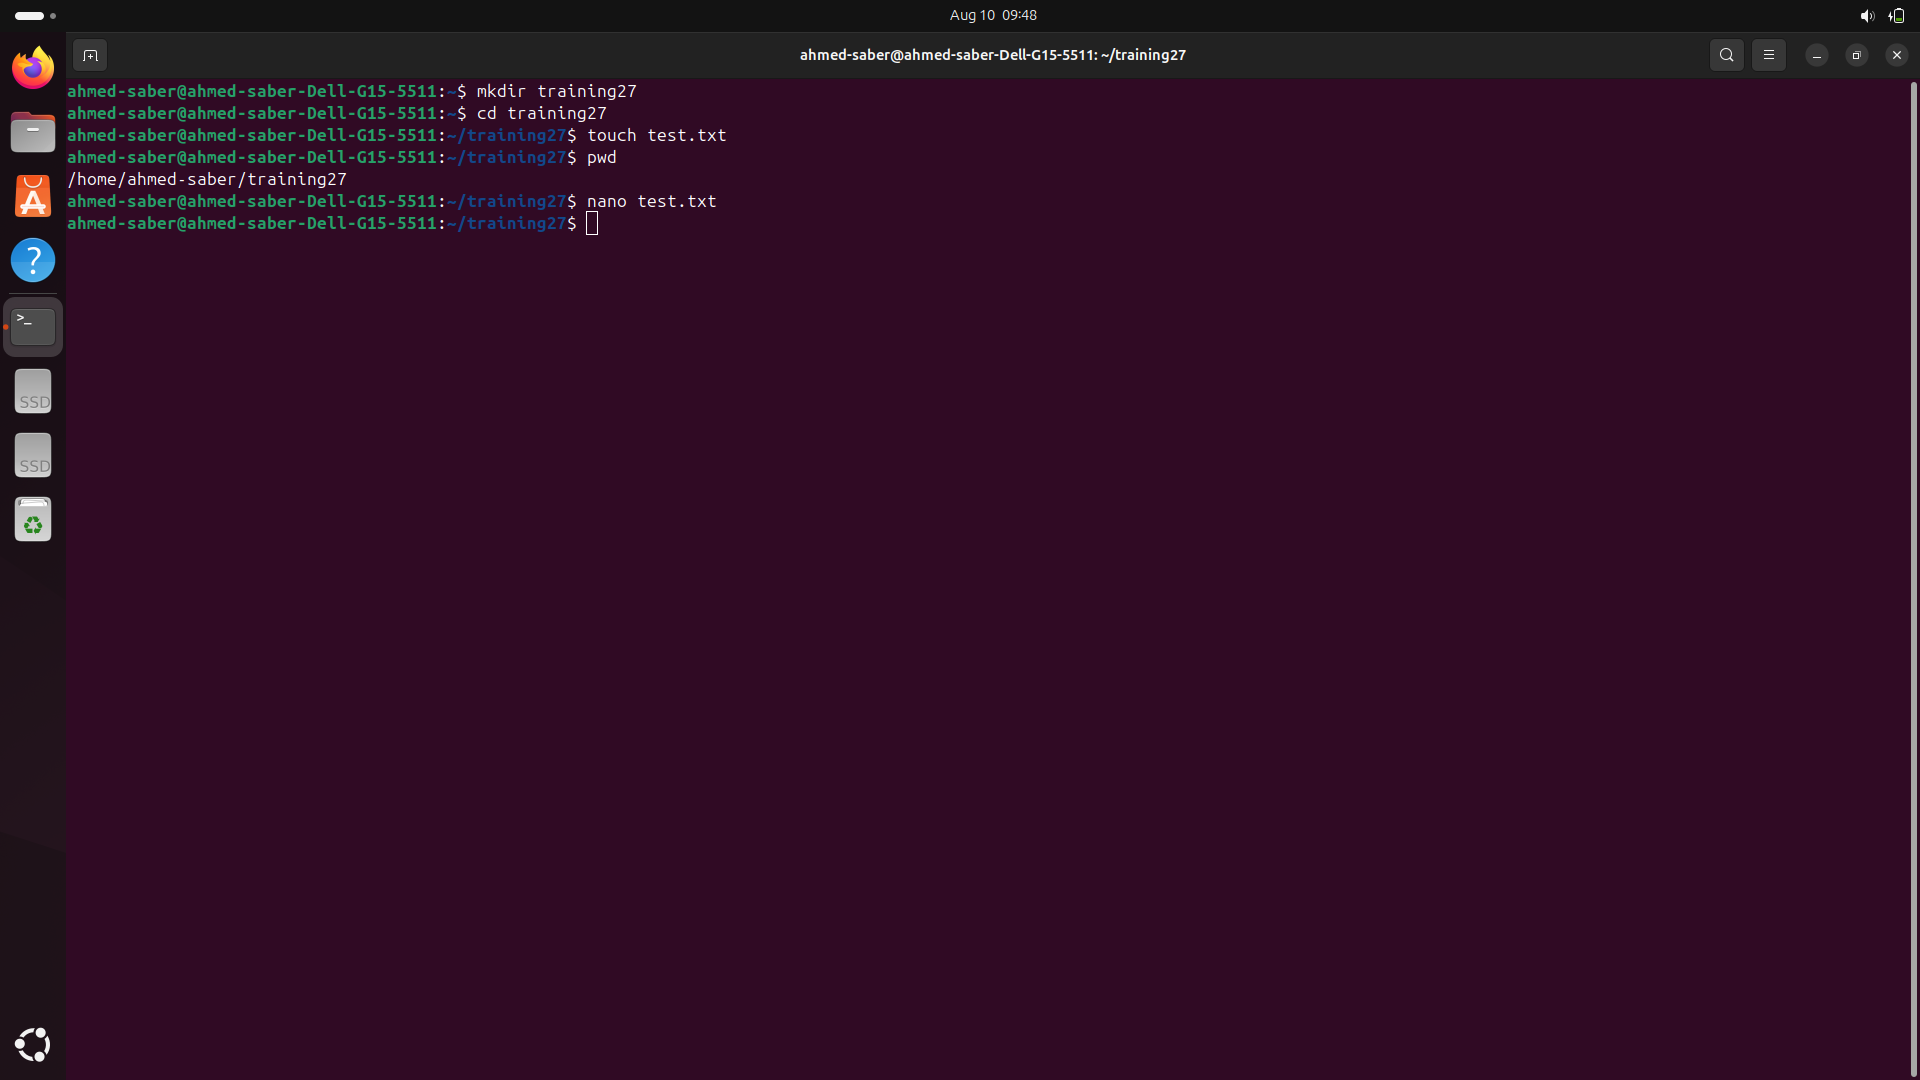 Aug 10 09:48
ahmed-saber@ahmed-saber-Dell-G15-5511: ~/training27
ahmed-saber@ahmed-saber-Dell-G15-5511:~$ mkdir training27
ahmed-saber@ahmed-saber-Dell-G15-5511:~$ cd training27
ahmed-saber@ahmed-saber-Dell-G15-5511:~/training27$ touch test.txt
ahmed-saber@ahmed-saber-Dell-G15-5511:~/training27$ pwd
/home/ahmed-saber/training27
ahmed-saber@ahmed-saber-Dell-G15-5511:~/training27$ nano test.txt
ahmed-saber@ahmed-saber-Dell-G15-5511:~/training27$
?
>_
SSD
SSD